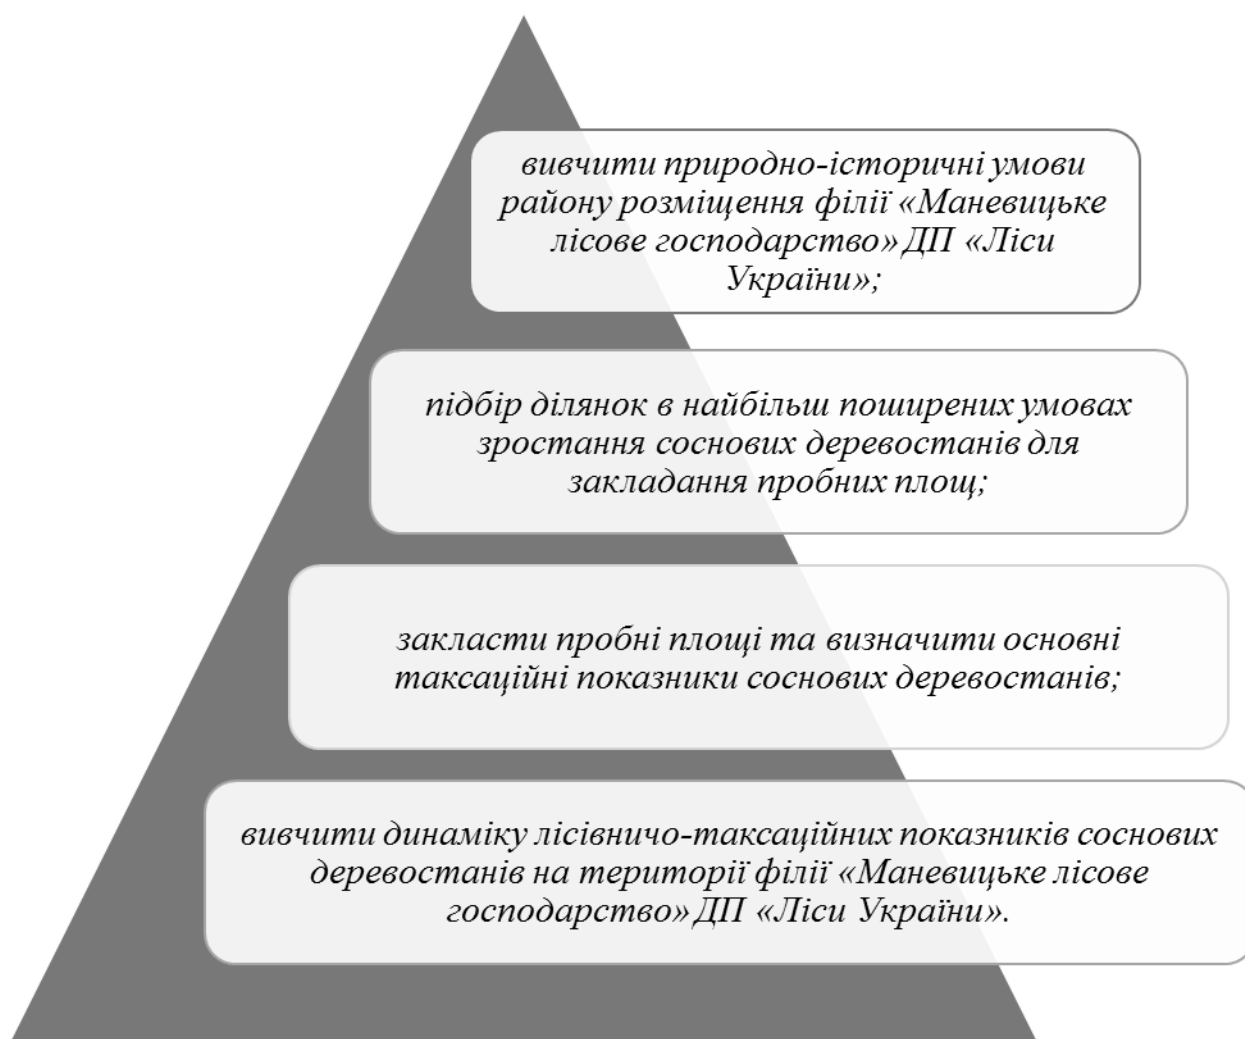 вивчити природно-історичні умови
району розміщення філії «Маневицьке
лісове господарство» ДП «Ліси
України»;
підбір ділянок в найбільш поширених умовах
зростання соснових деревостанів для
закладання пробних площ;
закласти пробні площі та визначити основні
таксаційні показники соснових деревостанів;
вивчити динаміку лісівничо-таксаційних показників соснових
деревостанів на території філії «Маневицьке лісове
господарство» ДП «Ліси України».